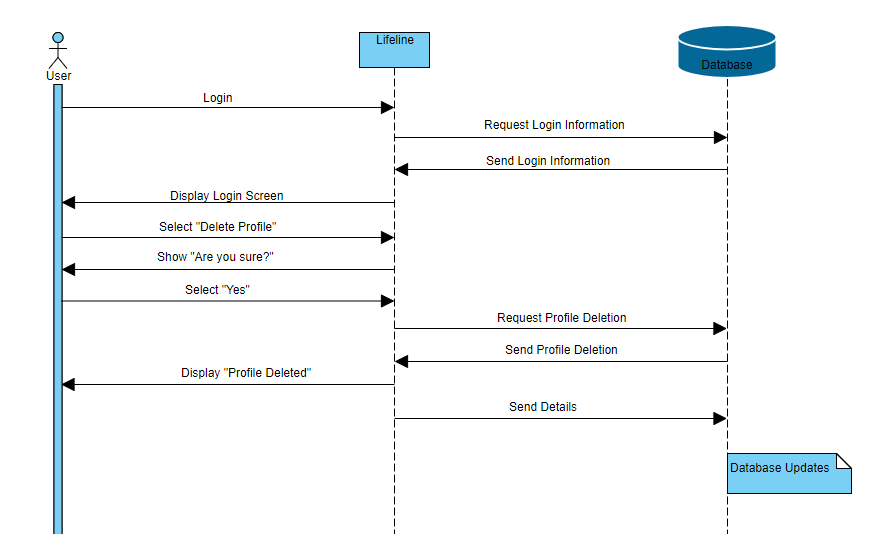 Lifeline
Database
User
Login
Request Login Information
Send Login Information
Display Login Screen
Select "Delete Profile"
Show "Are you sure?"
Select "Yes"
Request Profile Deletion
Send Profile Deletion
Display "Profile Deleted"
Send Details
Database Updates